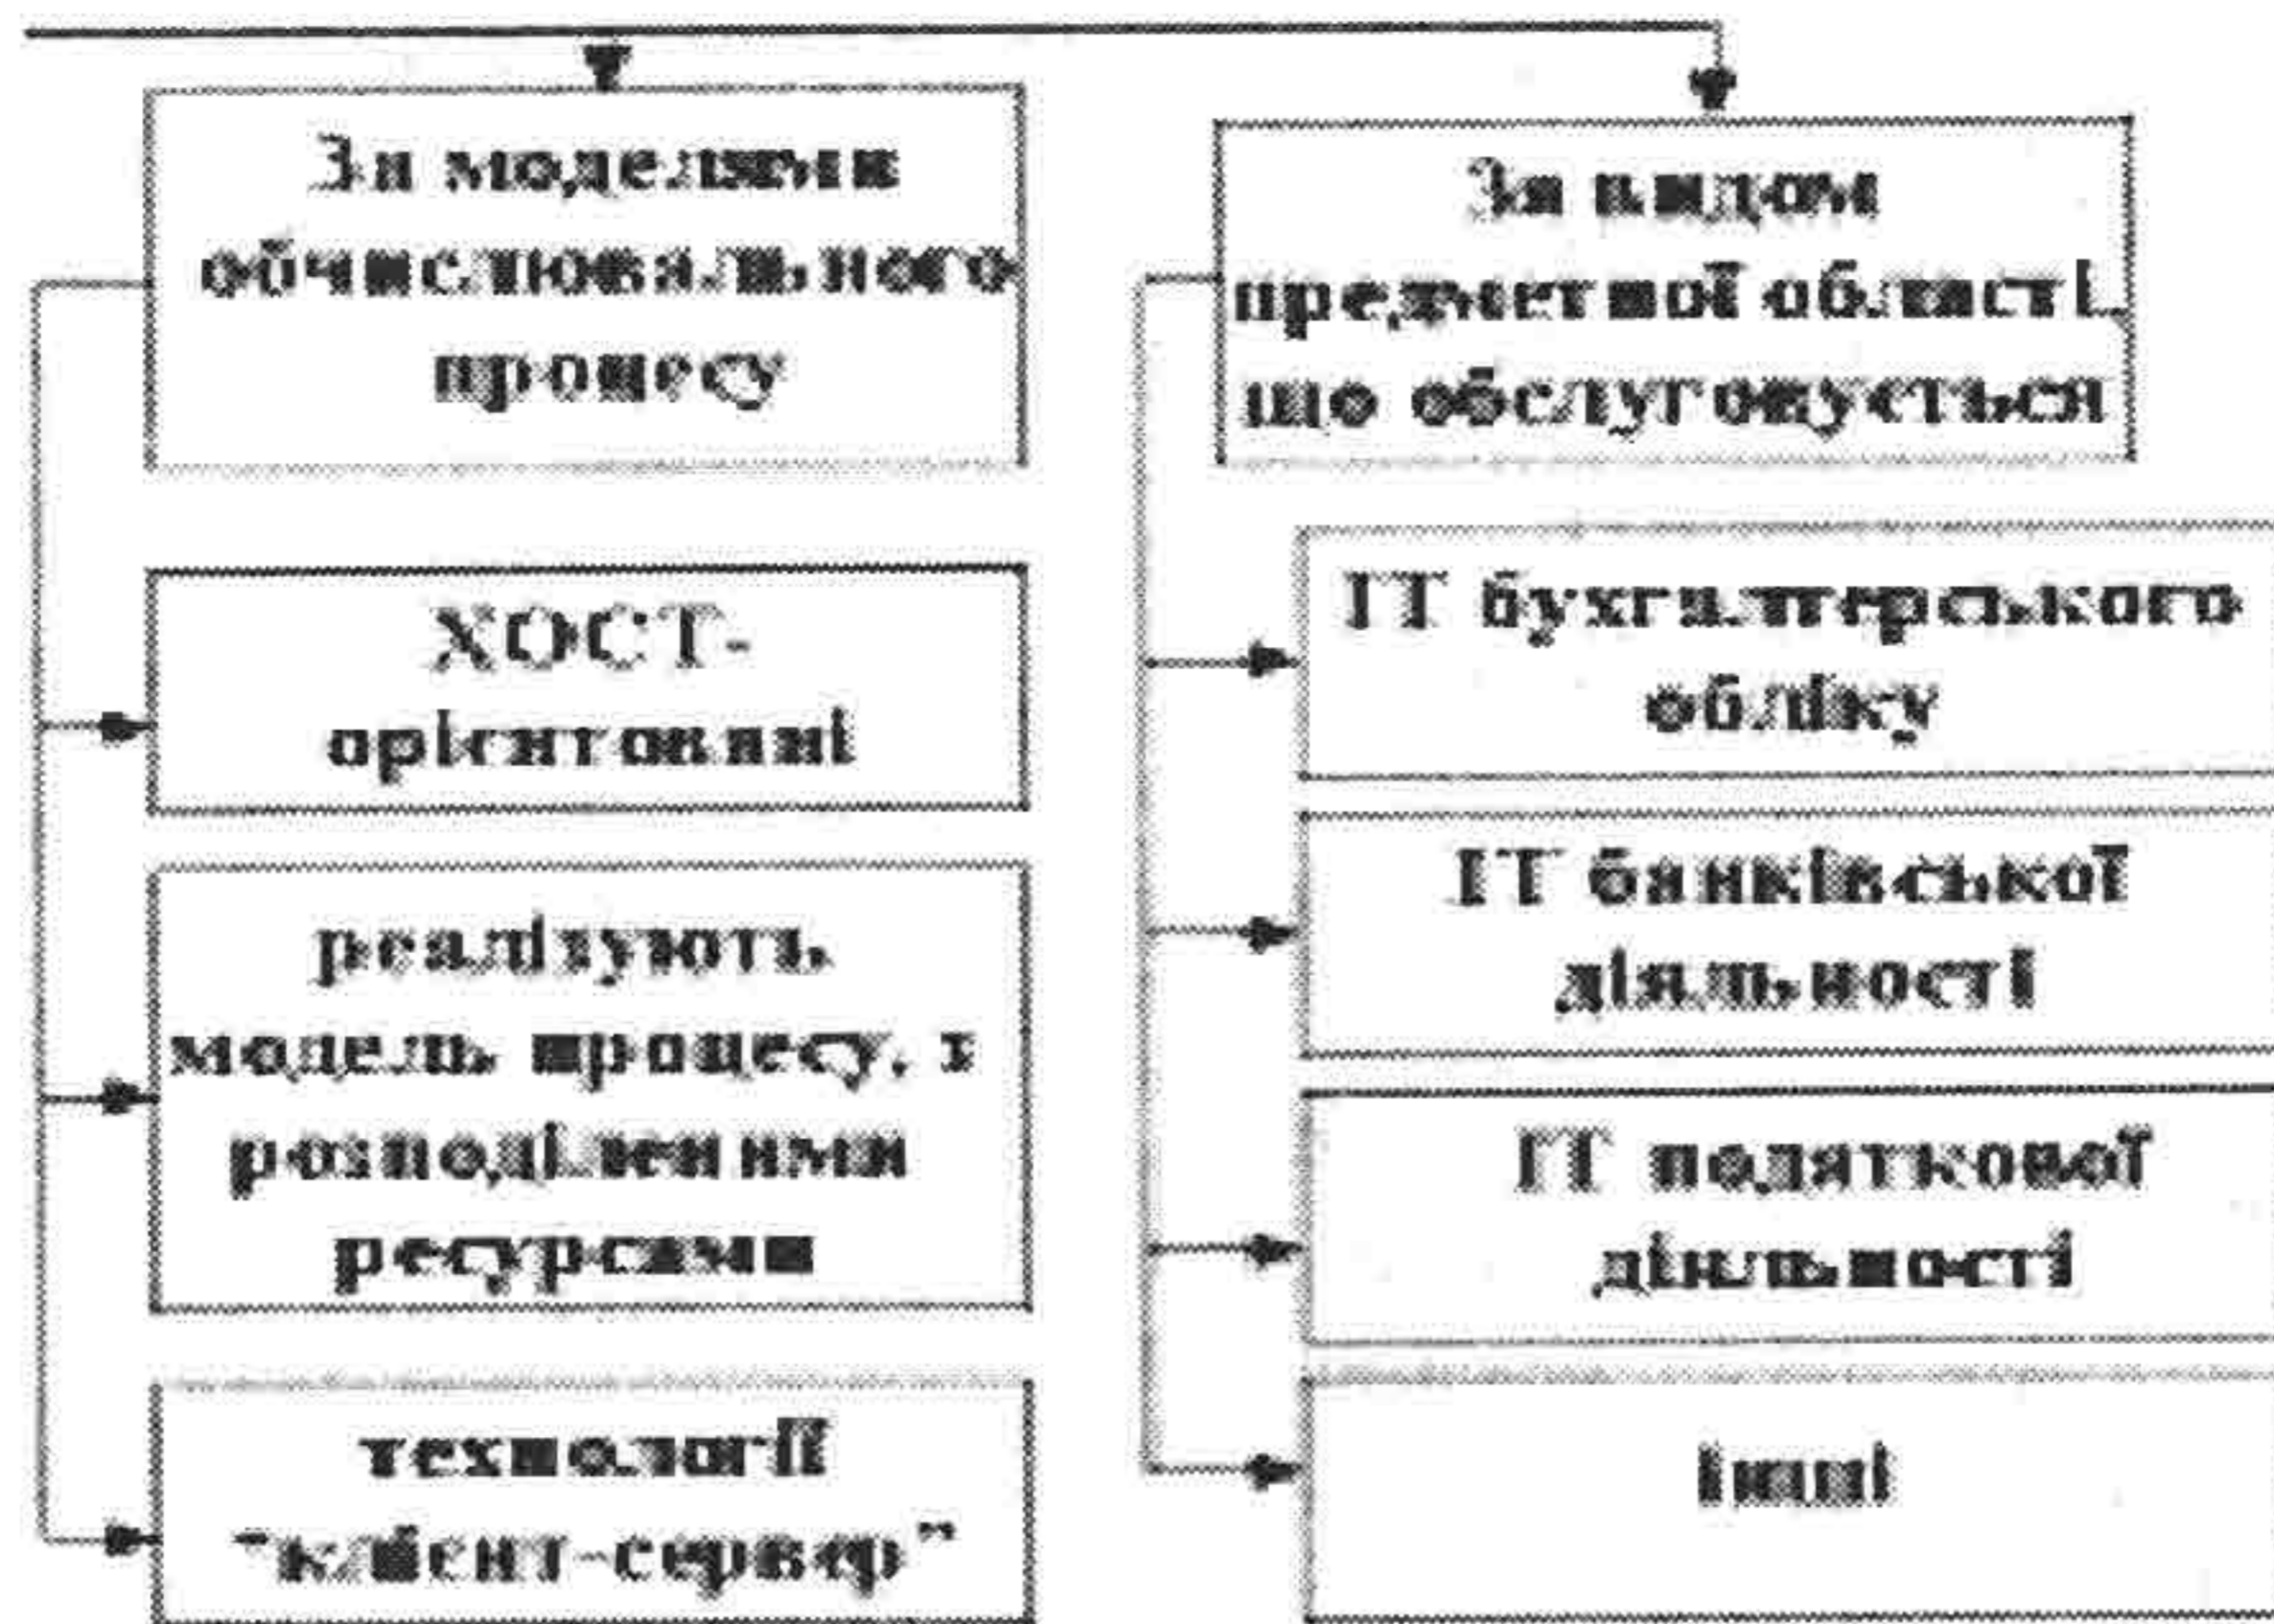 За моделями
обчислювального
процесу
ХОСТ-
орієнтовані
реалізують
модель процесу, з
розподіленими
ресурсами
технології
"клієнт-сервер"
За видом
предметної області,
що обслуговується
ІТ бухгалтерського
обліку
ІТ банківської
діяльності
ІТ податкової
діяльності
інші